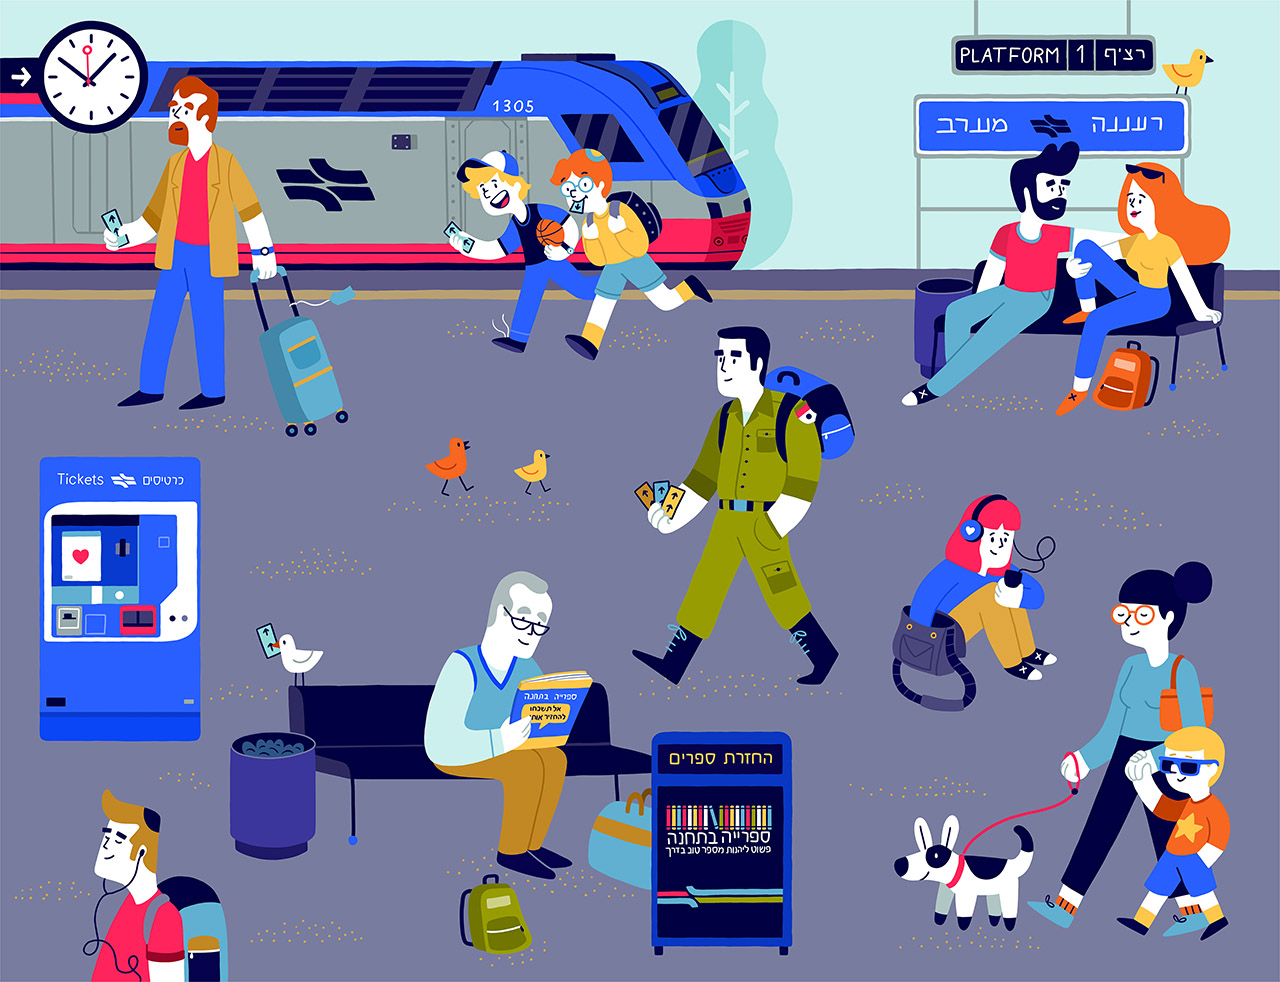 PLATFORM 1 רציף
רעננה מערב
1305
Tickets כרטיסים
ספרייה בתחנה
אל תשכחו
להחזיר אותי
החזרת ספרים
ספרייה בתחנה
פשוט ליהנות מספר טוב בדרך